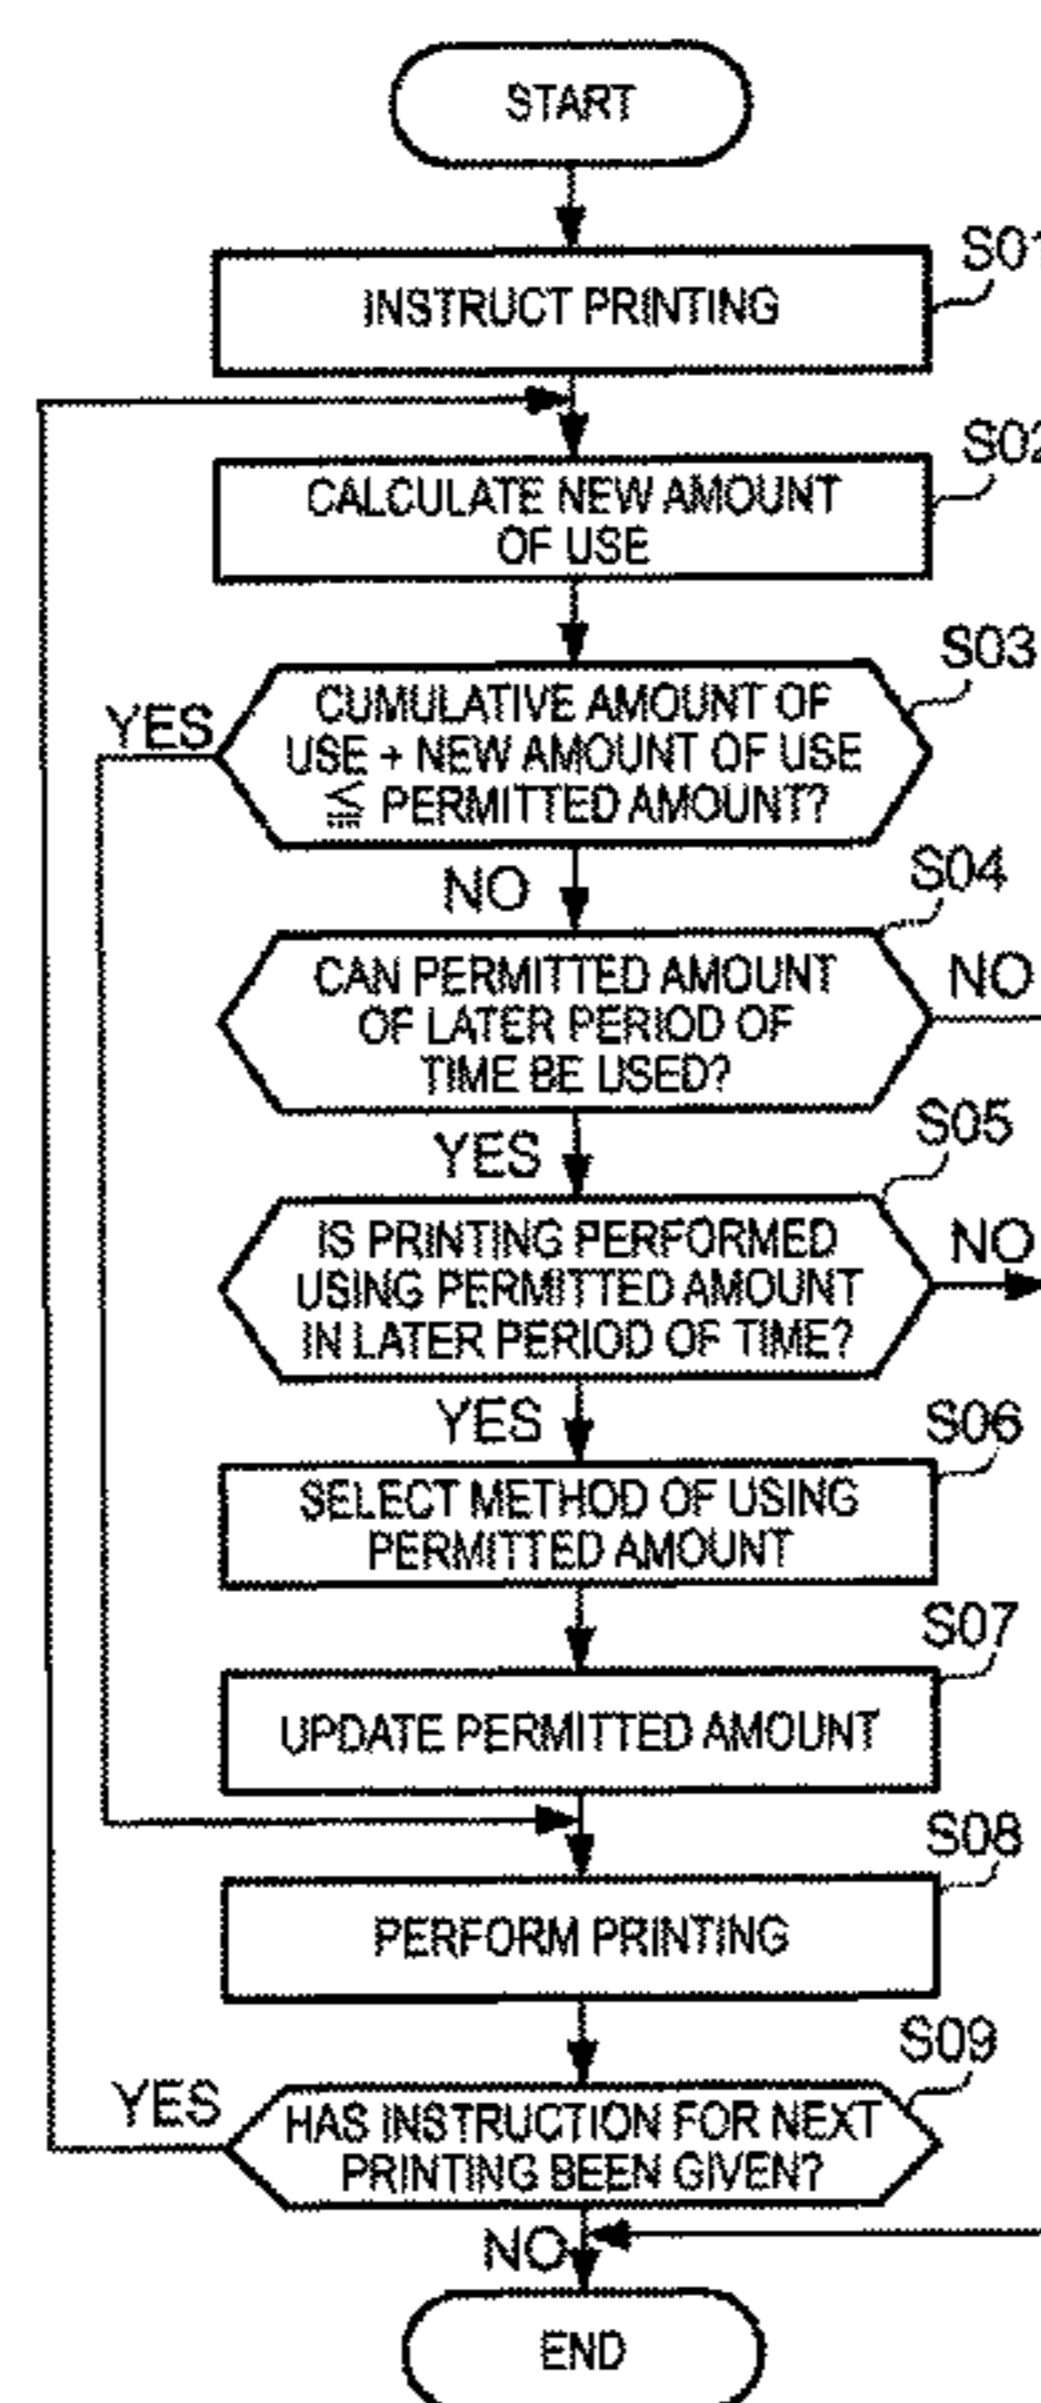 START
S01
INSTRUCT PRINTING
S02
CALCULATE NEW AMOUNT
OF USE
S03
YES
CUMULATIVE AMOUNT OF
USE + NEW AMOUNT OF USE
≦ PERMITTED AMOUNT?
NO
S04
CAN PERMITTED AMOUNT
OF LATER PERIOD OF
TIME BE USED?
NO
YES
S05
IS PRINTING PERFORMED
USING PERMITTED AMOUNT
IN LATER PERIOD OF TIME?
NO
YES
S06
SELECT METHOD OF USING
PERMITTED AMOUNT
S07
UPDATE PERMITTED AMOUNT
S08
PERFORM PRINTING
S09
YES
HAS INSTRUCTION FOR NEXT
PRINTING BEEN GIVEN?
NO
END